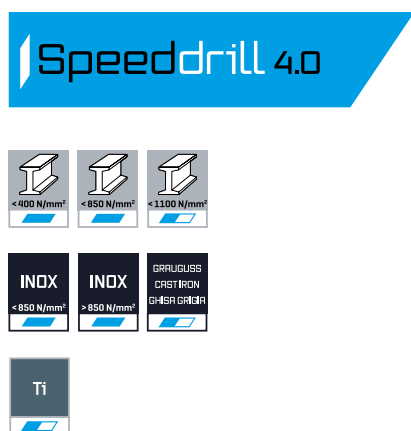 Speeddrill 4.0
<400 N/mm²
<850 N/mm²
<1100 N/mm²
INOX
<850 N/mm²
INOX
>850 N/mm²
GRAUGUSS
CAST IRON
GHISA GRIGIA
Ti